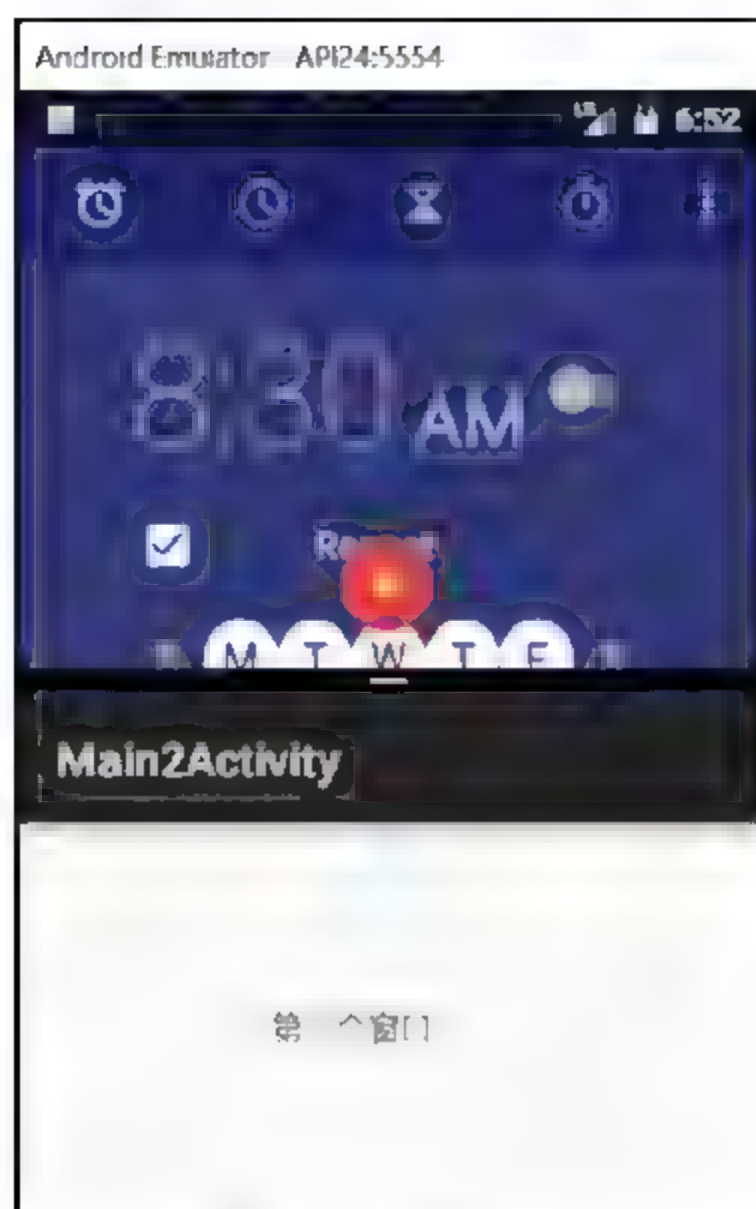 Android Emulator API24:5554
6:52
8:30 AM
M T W T F
Main2Activity
第 个窗口